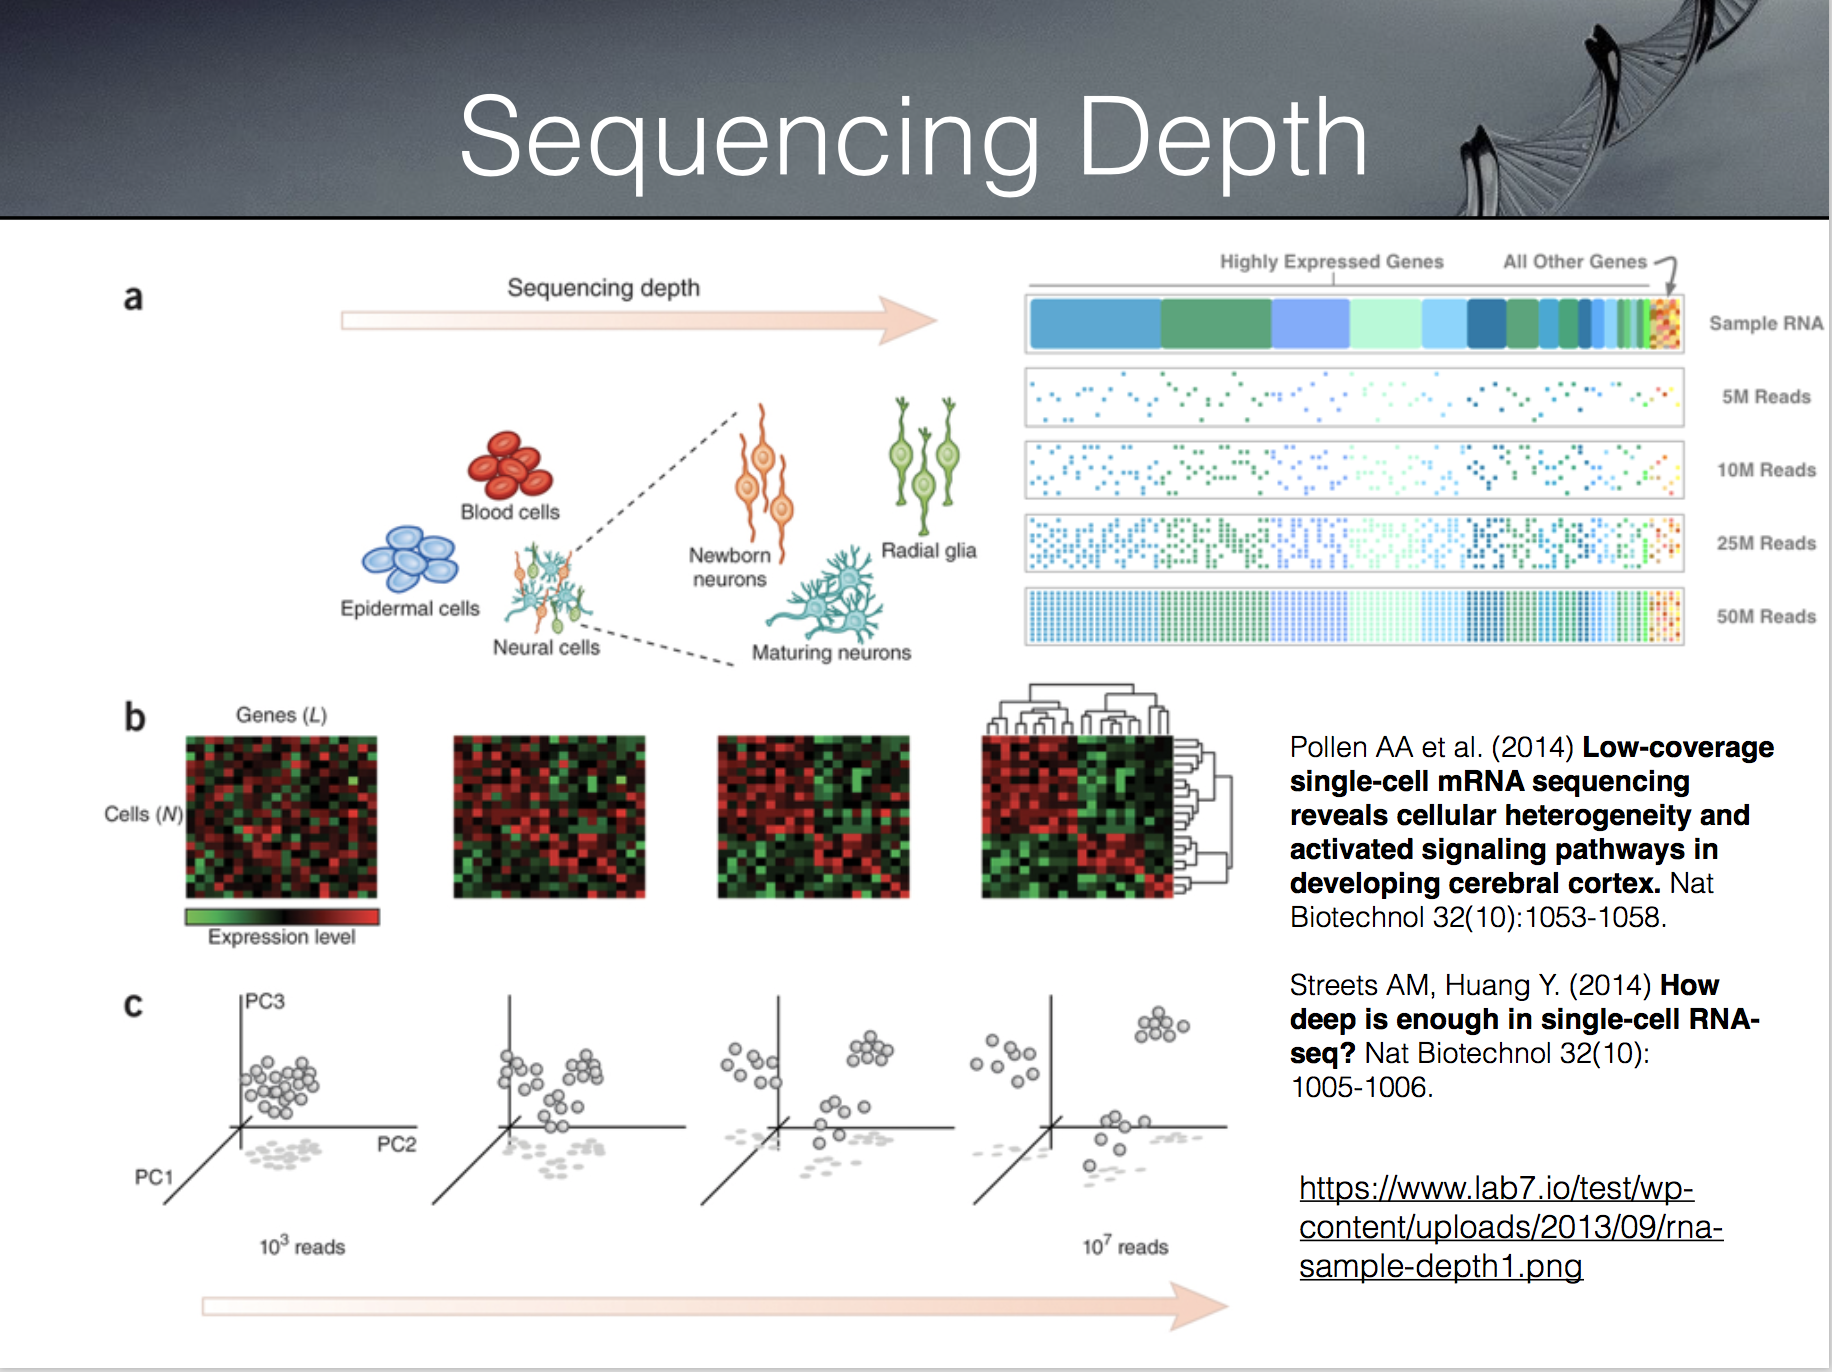 Sequencing Depth
a
Sequencing depth
Blood cells
Epidermal cells
Neural cells
Newborn
neurons
Radial glia
Maturing neurons
Highly Expressed Genes
All Other Genes
Sample RNA
5M Reads
10M Reads
25M Reads
50M Reads
b
Genes (L)
Cells (N)
Expression level
c
PC3
PC2
PC1
10³ reads
10⁷ reads
Pollen AA et al. (2014) Low-coverage
single-cell mRNA sequencing
reveals cellular heterogeneity and
activated signaling pathways in
developing cerebral cortex. Nat
Biotechnol 32(10):1053-1058.
Streets AM, Huang Y. (2014) How
deep is enough in single-cell RNA-
seq? Nat Biotechnol 32(10):
1005-1006.
https://www.lab7.io/test/wp-
content/uploads/2013/09/rna-
sample-depth1.png